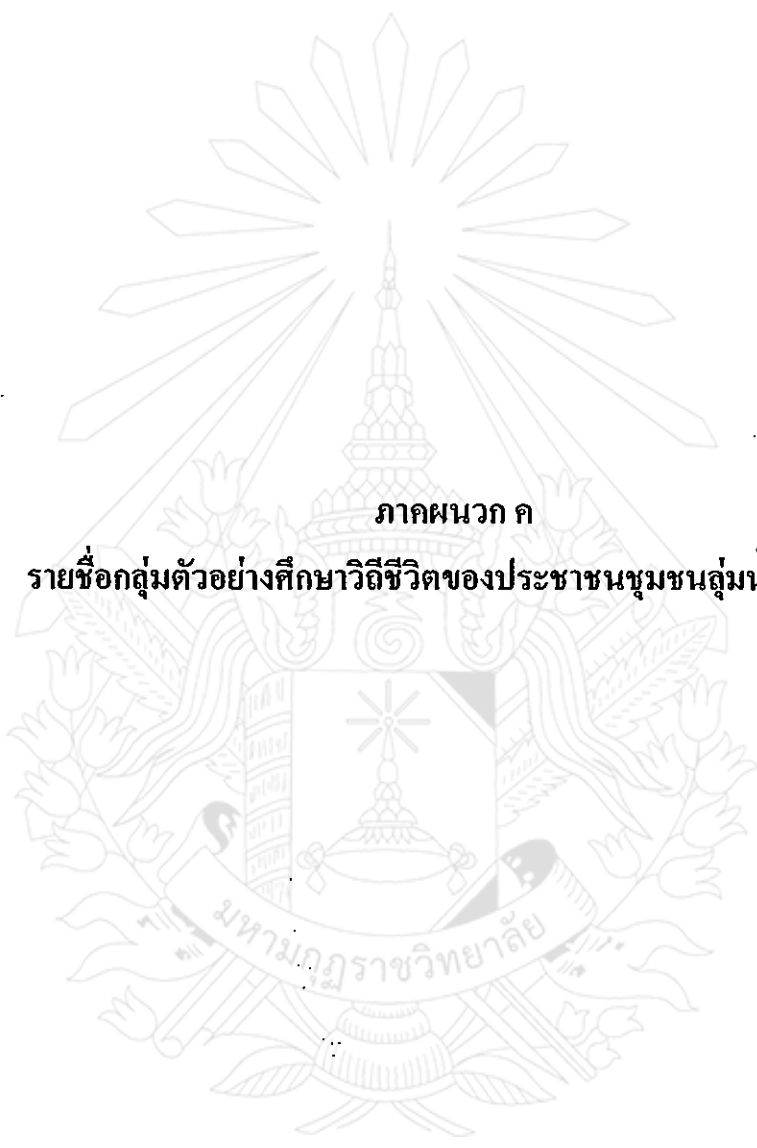 ภาคผนวก ค
รายชื่อกลุ่มตัวอย่างศึกษาวิถีชีวิตของประชาชนชุมชนลุ่ม
มหามกุฏราชวิทยาลัย